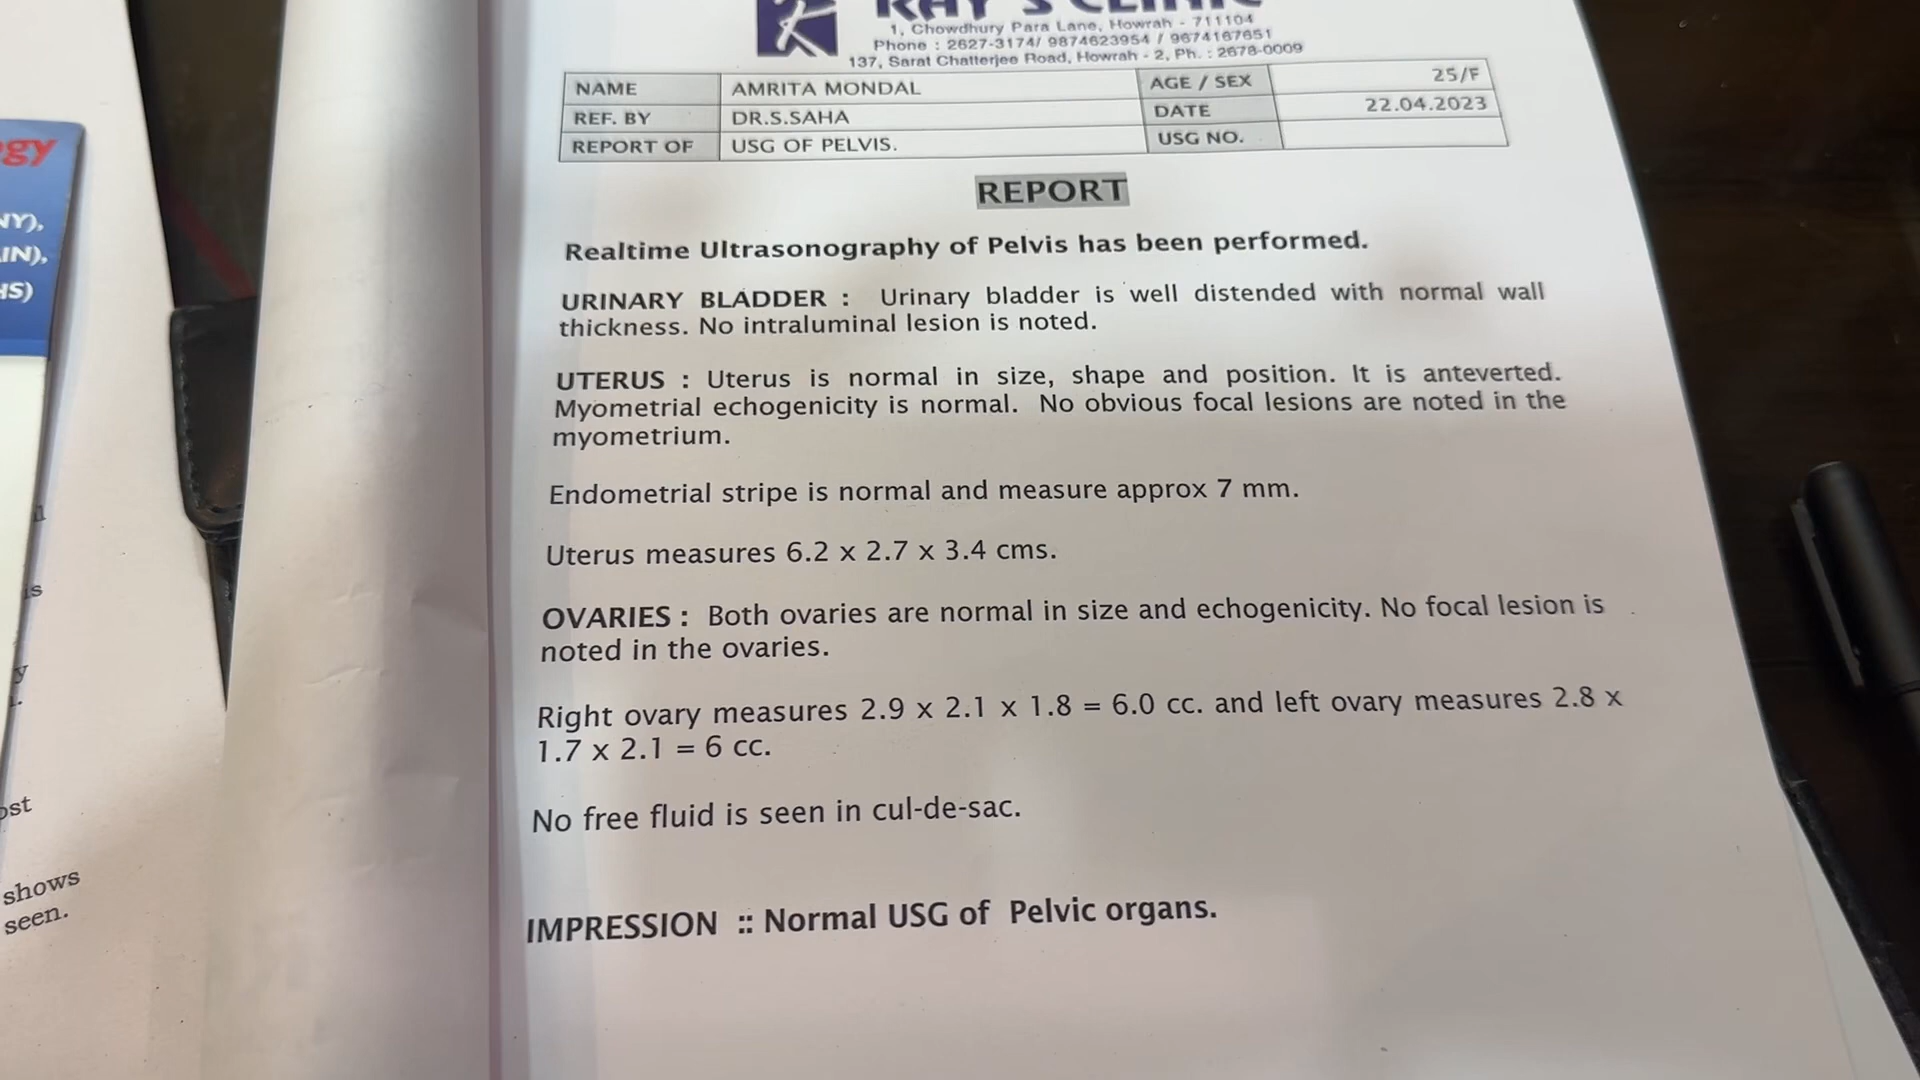 RAY'S CLINIC
1, Chowdhury Para Lane, Howrah - 711104
Phone : 2627-3174/ 9874623954 / 9674167651
137, Sarat Chatterjee Road, Howrah - 2, Ph. : 2678-0009
NAME AMRITA MONDAL AGE / SEX 25/F
REF. BY DR.S.SAHA DATE 22.04.2023
REPORT OF USG OF PELVIS. USG NO.
REPORT
Realtime Ultrasonography of Pelvis has been performed.
URINARY BLADDER : Urinary bladder is well distended with normal wall
thickness. No intraluminal lesion is noted.
UTERUS : Uterus is normal in size, shape and position. It is anteverted.
Myometrial echogenicity is normal. No obvious focal lesions are noted in the
myometrium.
Endometrial stripe is normal and measure approx 7 mm.
Uterus measures 6.2 x 2.7 x 3.4 cms.
OVARIES : Both ovaries are normal in size and echogenicity. No focal lesion is
noted in the ovaries.
Right ovary measures 2.9 x 2.1 x 1.8 = 6.0 cc. and left ovary measures 2.8 x
1.7 x 2.1 = 6 cc.
No free fluid is seen in cul-de-sac.
IMPRESSION :: Normal USG of Pelvic organs.
gy
NY),
IN),
HS)
is
y
ost
shows
seen.